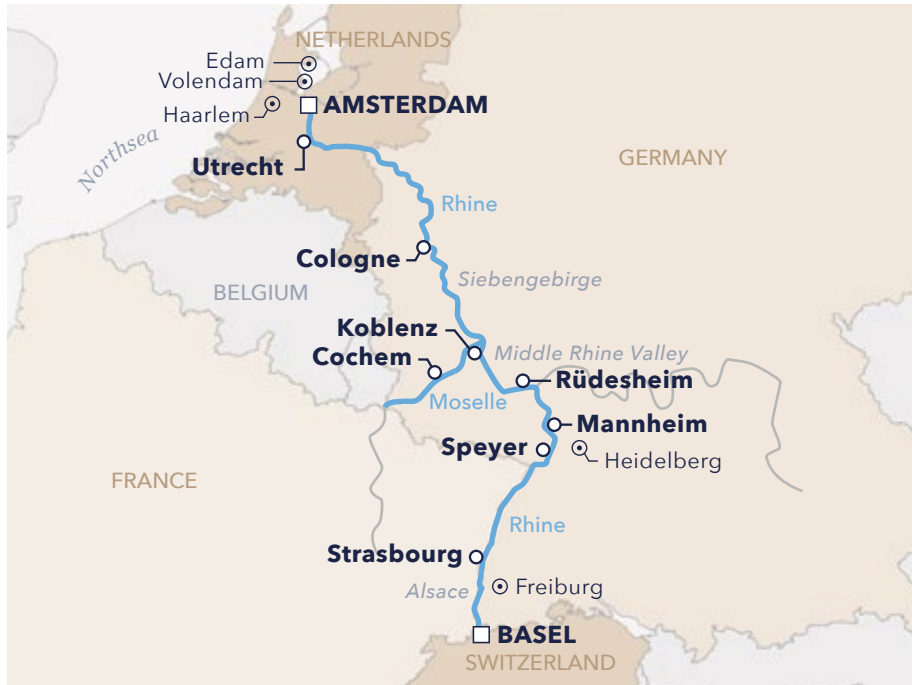 NETHERLANDS
Edam
Volendam
Haarlem
AMSTERDAM
Northsea
Utrecht
GERMANY
Rhine
Cologne
Siebengebirge
BELGIUM
Koblenz
Middle Rhine Valley
Cochem
Rüdesheim
Moselle
Mannheim
Speyer
Heidelberg
FRANCE
Rhine
Strasbourg
Alsace
Freiburg
BASEL
SWITZERLAND